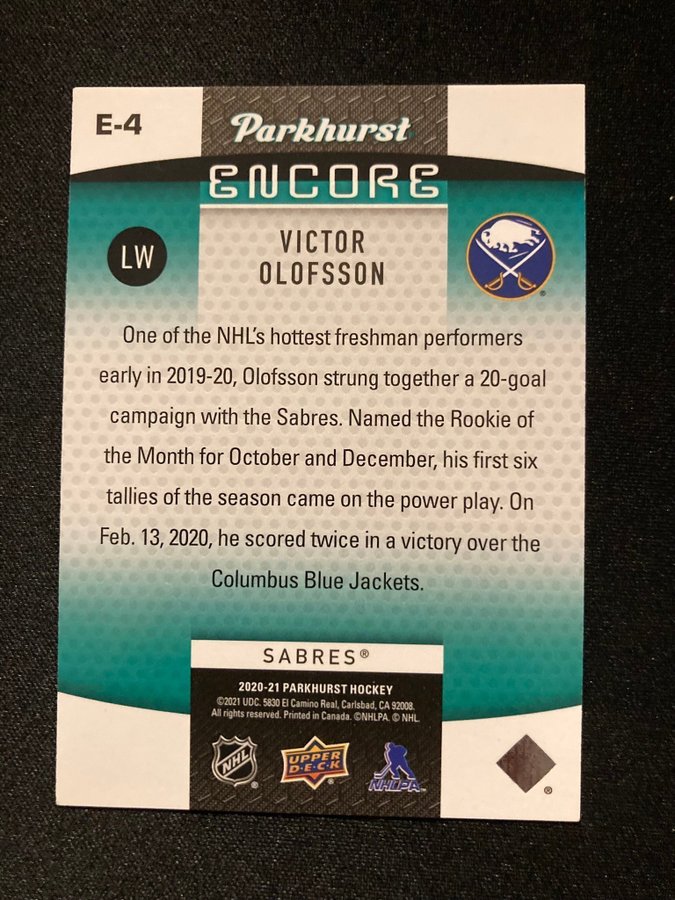 E-4
Parkhurst
ENCORE
LW
VICTOR
OLOFSSON
One of the NHL's hottest freshman performers
early in 2019-20, Olofsson strung together a 20-goal
campaign with the Sabres. Named the Rookie of
the Month for October and December, his first six
tallies of the season came on the power play. On
Feb. 13, 2020, he scored twice in a victory over the
Columbus Blue Jackets.
SABRES®
2020-21 PARKHURST HOCKEY
©2021 UDC. 5830 El Camino Real, Carlsbad, CA 92008.
All rights reserved. Printed in Canada. ©NHLPA. © NHL.
NHL ® UPPER DECK ® NHLPA ®